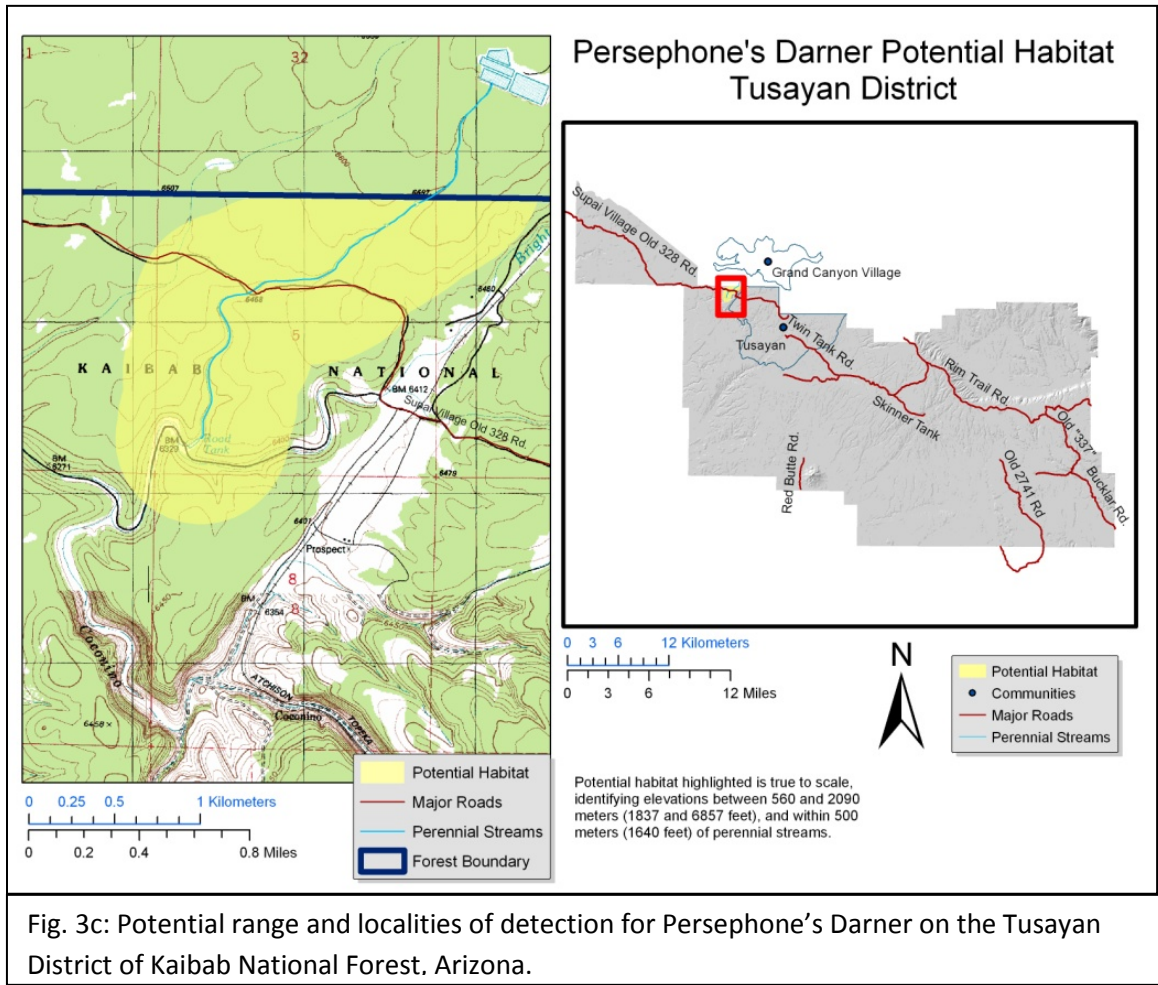 Persephone's Darner Potential Habitat
Tusayan District
32
6600
6507
6687
Bright
6468
6460
5
KAIBAB NATIONAL
BM 6412
Supai Village Old 328 Rd.
BM
6329
Road
Tank
BM
6271
6479
6401
Prospect
8
BM
6354
8
6450
Coconino
ATCHISON
TOPEKA
Coconino
6468
Potential Habitat
Major Roads
Perennial Streams
Forest Boundary
0 0.25 0.5 1 Kilometers
0 0.2 0.4 0.8 Miles
Supai Village Old 328 Rd.
Grand Canyon Village
Tusayan
Twin Tank Rd.
Rim Trail Rd.
Skinner Tank
Old "337"
Red Butte Rd.
Old 2741 Rd
Bucklar Rd.
0 3 6 12 Kilometers
0 3 6 12 Miles
N
Potential Habitat
Communities
Major Roads
Perennial Streams
Potential habitat highlighted is true to scale,
identifying elevations between 560 and 2090
meters (1837 and 6857 feet), and within 500
meters (1640 feet) of perennial streams.
Fig. 3c: Potential range and localities of detection for Persephone’s Darner on the Tusayan
District of Kaibab National Forest, Arizona.